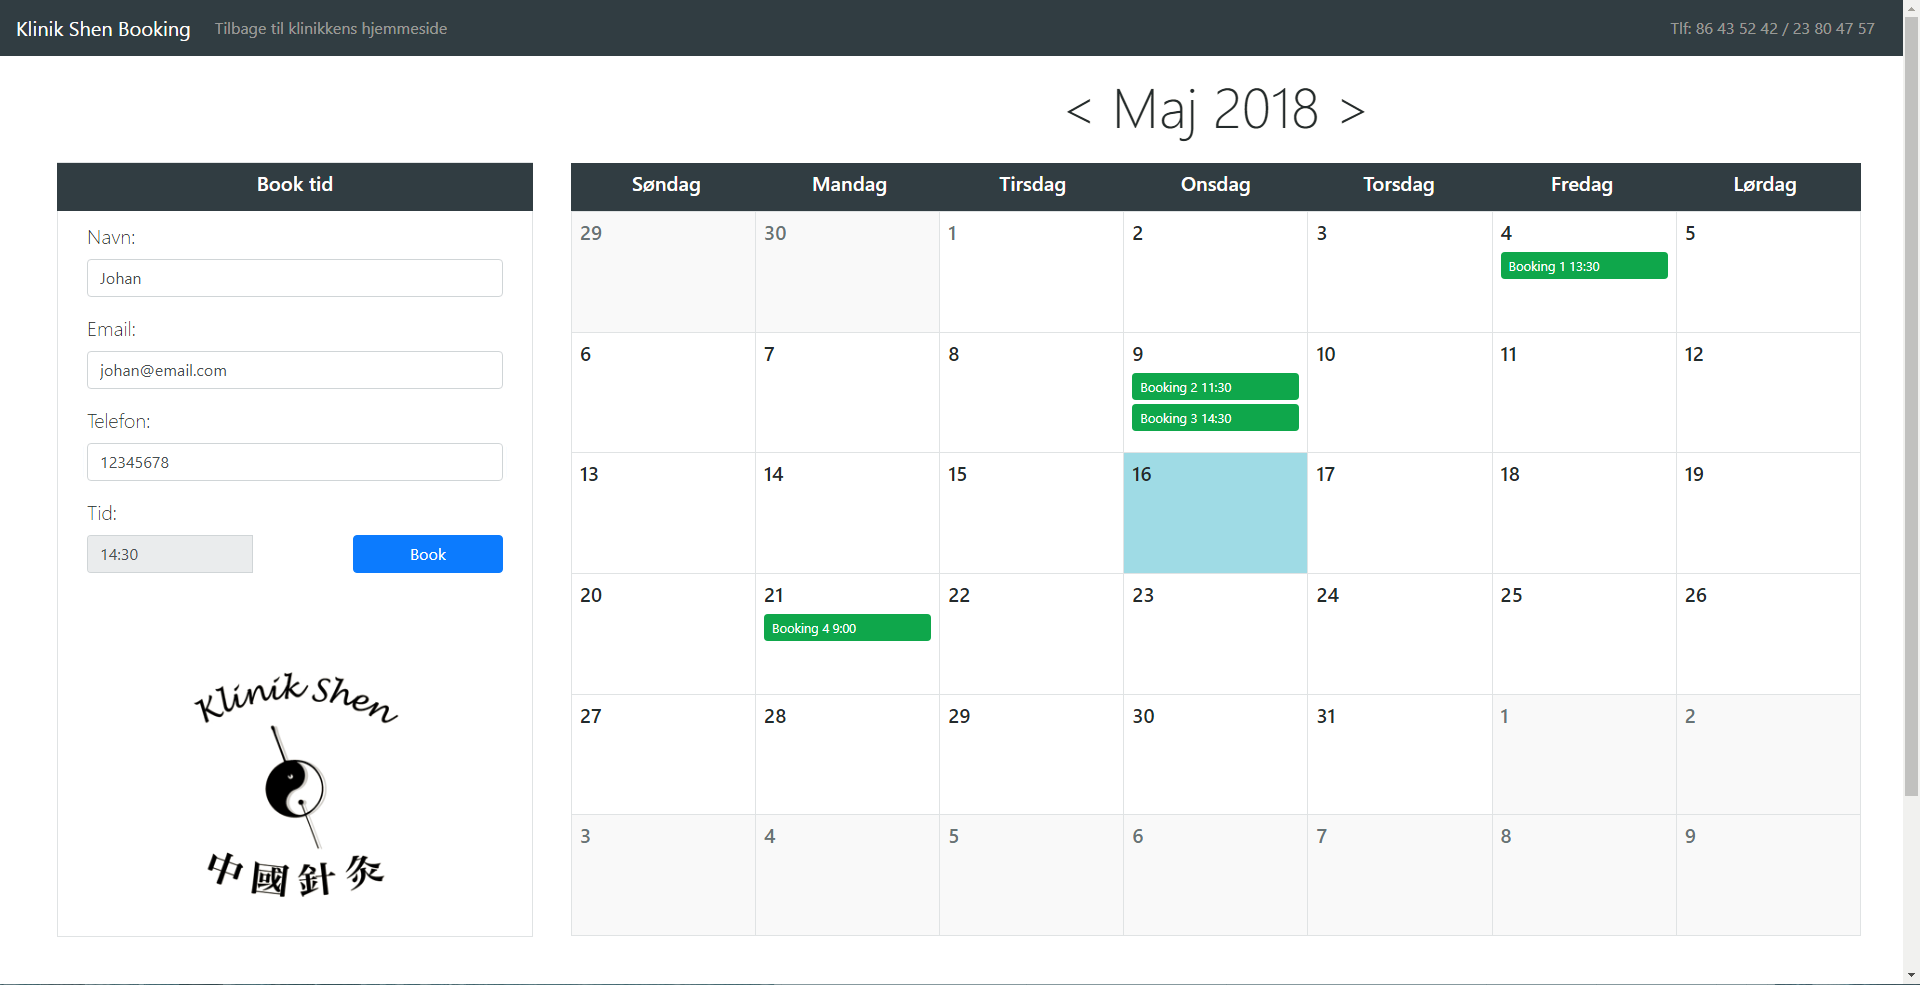 Klinik Shen Booking Tilbage til klinikkens hjemmeside Tlf: 86 43 52 42 / 23 80 47 57
< Maj 2018 >
Book tid
Navn:
Johan
Email:
johan@email.com
Telefon:
12345678
Tid:
14:30 Book
Klinik Shen
中國針灸
Søndag Mandag Tirsdag Onsdag Torsdag Fredag Lørdag
29 30 1 2 3 4 5
Booking 1 13:30
6 7 8 9 10 11 12
Booking 2 11:30
Booking 3 14:30
13 14 15 16 17 18 19
20 21 22 23 24 25 26
Booking 4 9:00
27 28 29 30 31 1 2
3 4 5 6 7 8 9